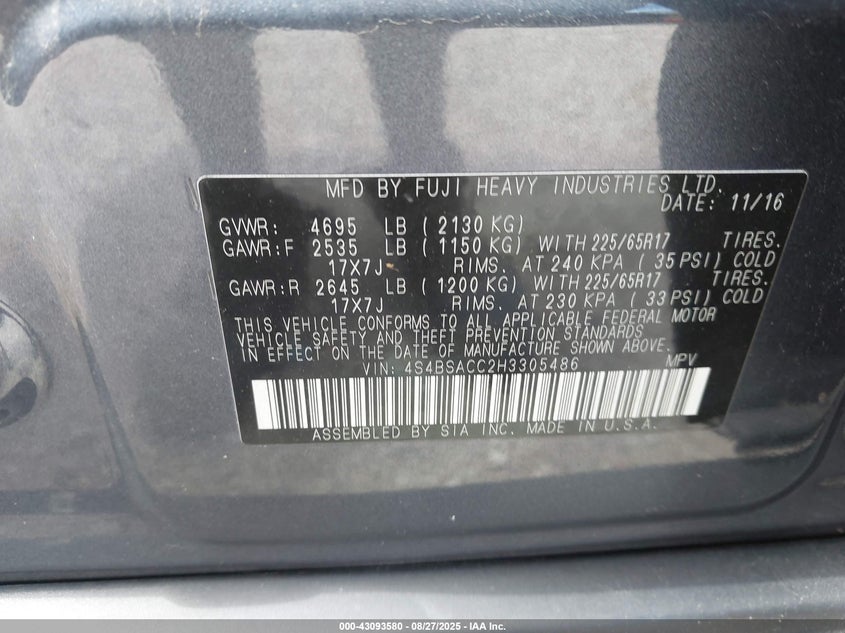 MFD BY FUJI HEAVY INDUSTRIES LTD.
DATE: 11/16
GVWR: 4695 LB ( 2130 KG)
GAWR:F 2535 LB ( 1150 KG) WITH 225/65R17 TIRES.
17X7J RIMS. AT 240 KPA ( 35 PSI) COLD
GAWR:R 2645 LB ( 1200 KG) WITH 225/65R17 TIRES.
17X7J RIMS. AT 230 KPA ( 33 PSI) COLD
THIS VEHICLE CONFORMS TO ALL APPLICABLE FEDERAL MOTOR
VEHICLE SAFETY AND THEFT PREVENTION STANDARDS
IN EFFECT ON THE DATE OF MANUFACTURE SHOWN ABOVE.
VIN: 4S4BSACC2H3305486 MPV
ASSEMBLED BY SIA INC. MADE IN U.S.A.
000-43093580 - 08/27/2025 - IAA Inc.